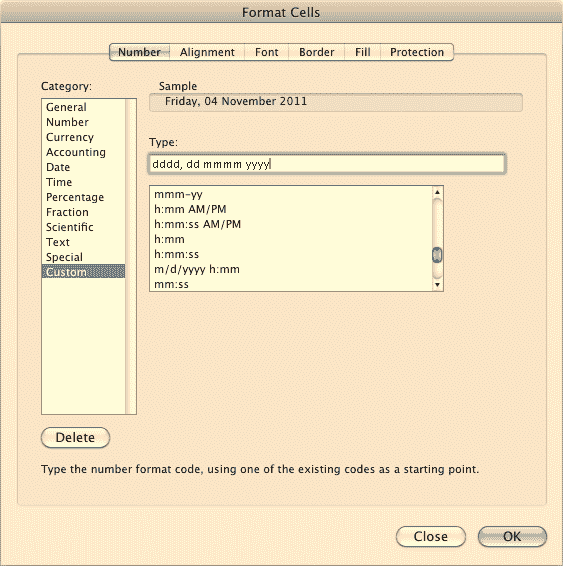 Format Cells
Number Alignment Font Border Fill Protection
Category:
General
Number
Currency
Accounting
Date
Time
Percentage
Fraction
Scientific
Text
Special
Custom
Sample
Friday, 04 November 2011
Type:
dddd, dd mmmm yyyy
mmm-yy
h:mm AM/PM
h:mm:ss AM/PM
h:mm
h:mm:ss
m/d/yyyy h:mm
mm:ss
Delete
Type the number format code, using one of the existing codes as a starting point.
Close OK